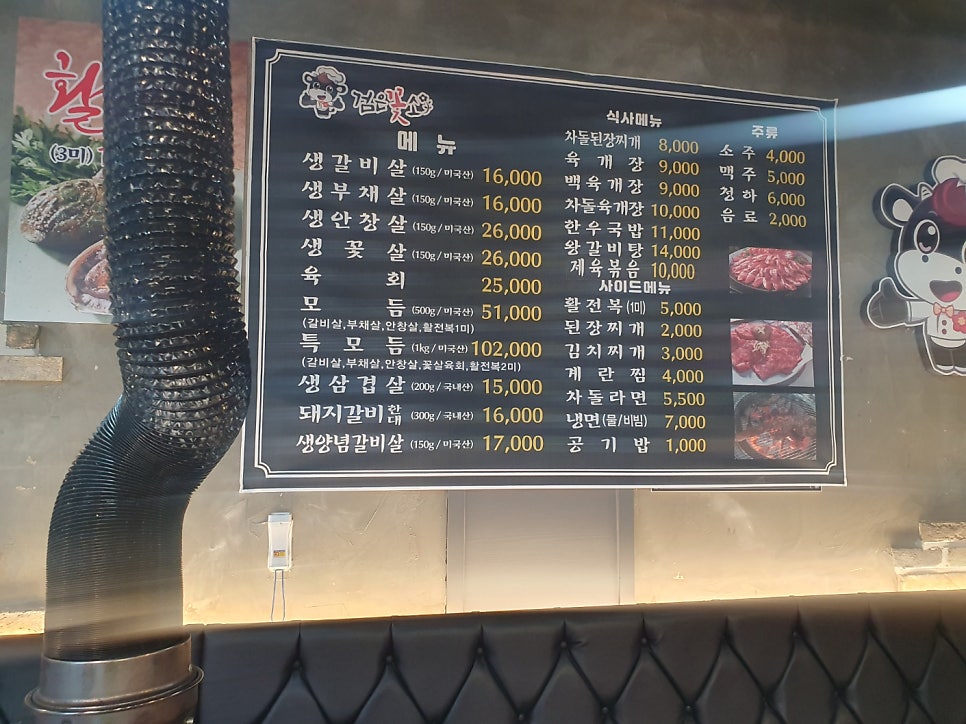 활
(3미)
검은꽃소
메뉴
생갈비살 (150g / 미국산) 16,000
생부채살 (150g / 미국산) 16,000
생안창살 (150g / 미국산) 26,000
생꽃살 (150g / 미국산) 26,000
육회 25,000
모듬 (500g / 미국산) 51,000
(갈비살,부채살,안창살,활전복1미)
특모듬 (1kg / 미국산) 102,000
(갈비살,부채살,안창살,꽃살육회,활전복2미)
생삼겹살 (200g / 국내산) 15,000
돼지갈비한대 (300g / 국내산) 16,000
생양념갈비살 (150g / 미국산) 17,000
식사메뉴
차돌된장찌개 8,000
육개장 9,000
백육개장 9,000
차돌육개장 10,000
한우국밥 11,000
왕갈비탕 14,000
제육볶음 10,000
사이드메뉴
활전복 (1미) 5,000
된장찌개 2,000
김치찌개 3,000
계란찜 4,000
차돌라면 5,500
냉면(물/비빔) 7,000
공기밥 1,000
주류
소주 4,000
맥주 5,000
청하 6,000
음료 2,000